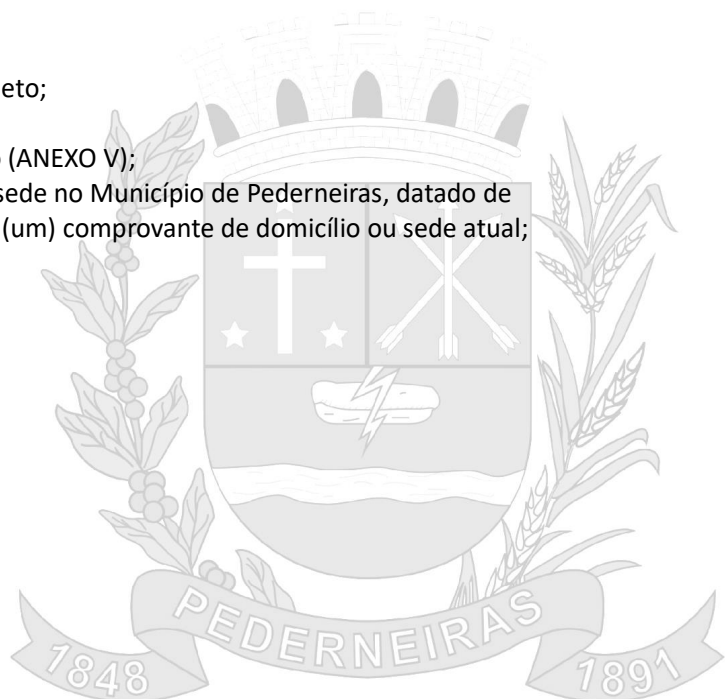 eto;
(ANEXO V);
sede no Município de Pederneiras, datado de
(um) comprovante de domicílio ou sede atual;
PEDERNEIRAS
1848
1891